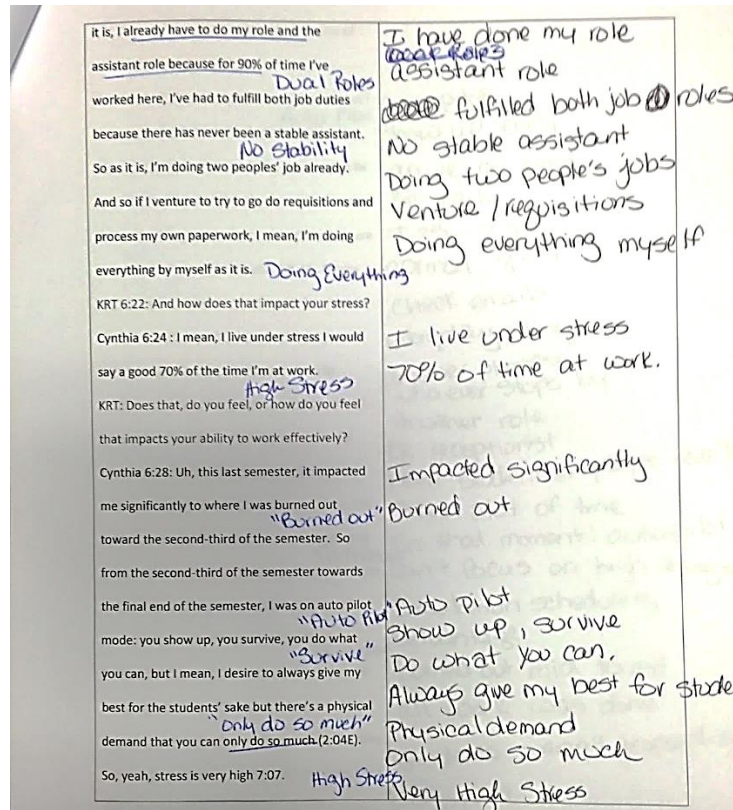 it is, I already have to do my role and the
I have done my role
Roles
assistant role because for 90% of time I've
assistant role
Dual Roles
worked here, I've had to fulfill both job duties
fulfilled both job roles
because there has never been a stable assistant.
No stable assistant
No Stability
So as it is, I'm doing two peoples' job already.
Doing two people's jobs
And so if I venture to try to go do requisitions and
Venture / requisitions
process my own paperwork, I mean, I'm doing
Doing everything myself
everything by myself as it is. Doing Everything
KRT 6:22: And how does that impact your stress?
Cynthia 6:24 : I mean, I live under stress I would
I live under stress
say a good 70% of the time I'm at work.
70% of time at work.
High Stress
KRT: Does that, do you feel, or how do you feel
that impacts your ability to work effectively?
Cynthia 6:28: Uh, this last semester, it impacted
Impacted significantly
me significantly to where I was burned out
"Burned out" Burned out
toward the second-third of the semester. So
from the second-third of the semester towards
the final end of the semester, I was on auto pilot
"Auto Pilot" Auto pilot
mode: you show up, you survive, you do what
Show up, survive
"Survive"
Do what you can.
you can, but I mean, I desire to always give my
Always give my best for stude
best for the students' sake but there's a physical
"only do so much"
Physical demand
demand that you can only do so much (2:04E).
only do so much
So, yeah, stress is very high 7:07. High Stress
Very High Stress